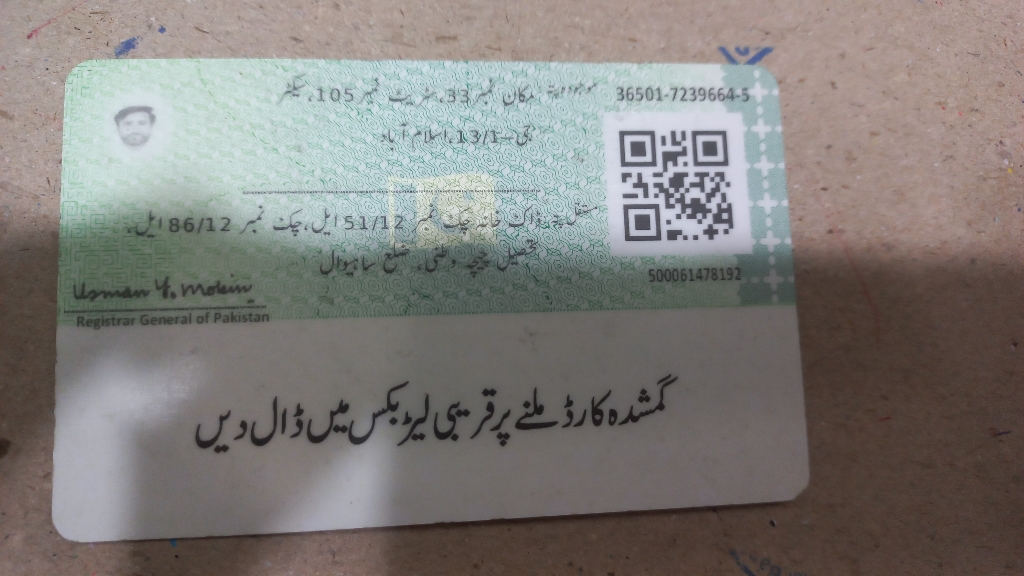 موجودہ پتہ مکان نمبر 33، سٹریٹ نمبر 105، سیکٹر
جی-13/1، اسلام آباد
36501-7239664-5
مستقل پتہ ڈاک خانہ چک نمبر 51/12 ایل، چک نمبر 86/12 ایل،
تحصیل چیچہ وطنی، ضلع ساہیوال
500061478192
Usman Y. Mobin
Registrar General of Pakistan
گمشدہ کارڈ ملنے پر قریبی لیٹر بکس میں ڈال دیں